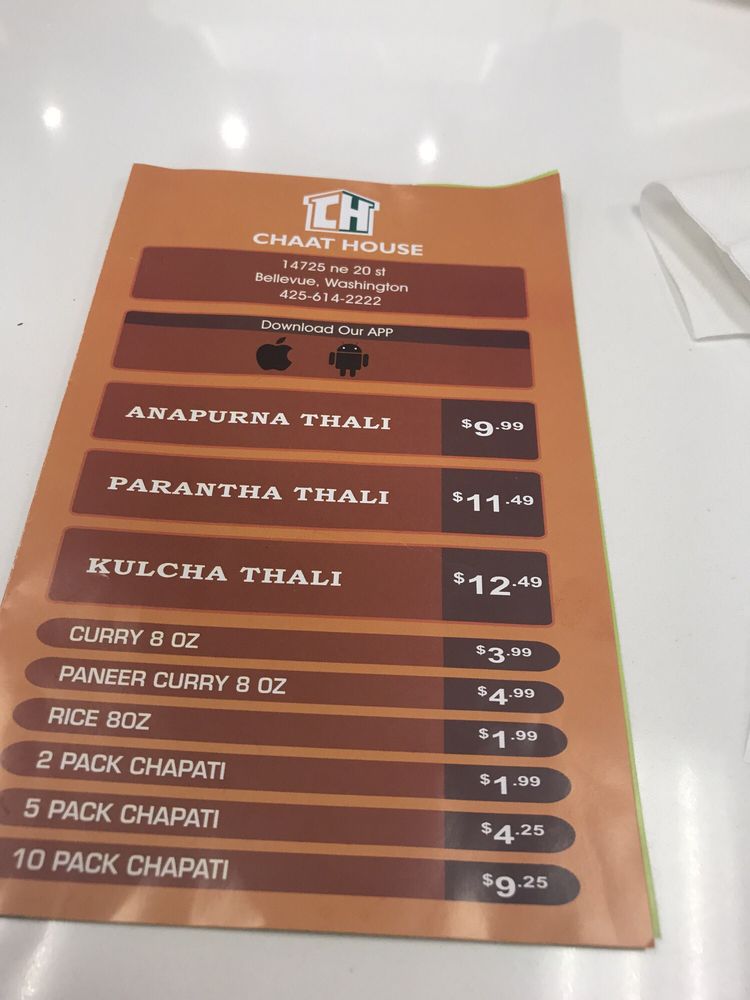 CH
CHAAT HOUSE
14725 ne 20 st
Bellevue, Washington
425-614-2222
Download Our APP
ANAPURNA THALI $9.99
PARANTHA THALI $11.49
KULCHA THALI $12.49
CURRY 8 OZ $3.99
PANEER CURRY 8 OZ $4.99
RICE 8OZ $1.99
2 PACK CHAPATI $1.99
5 PACK CHAPATI $4.25
10 PACK CHAPATI $9.25